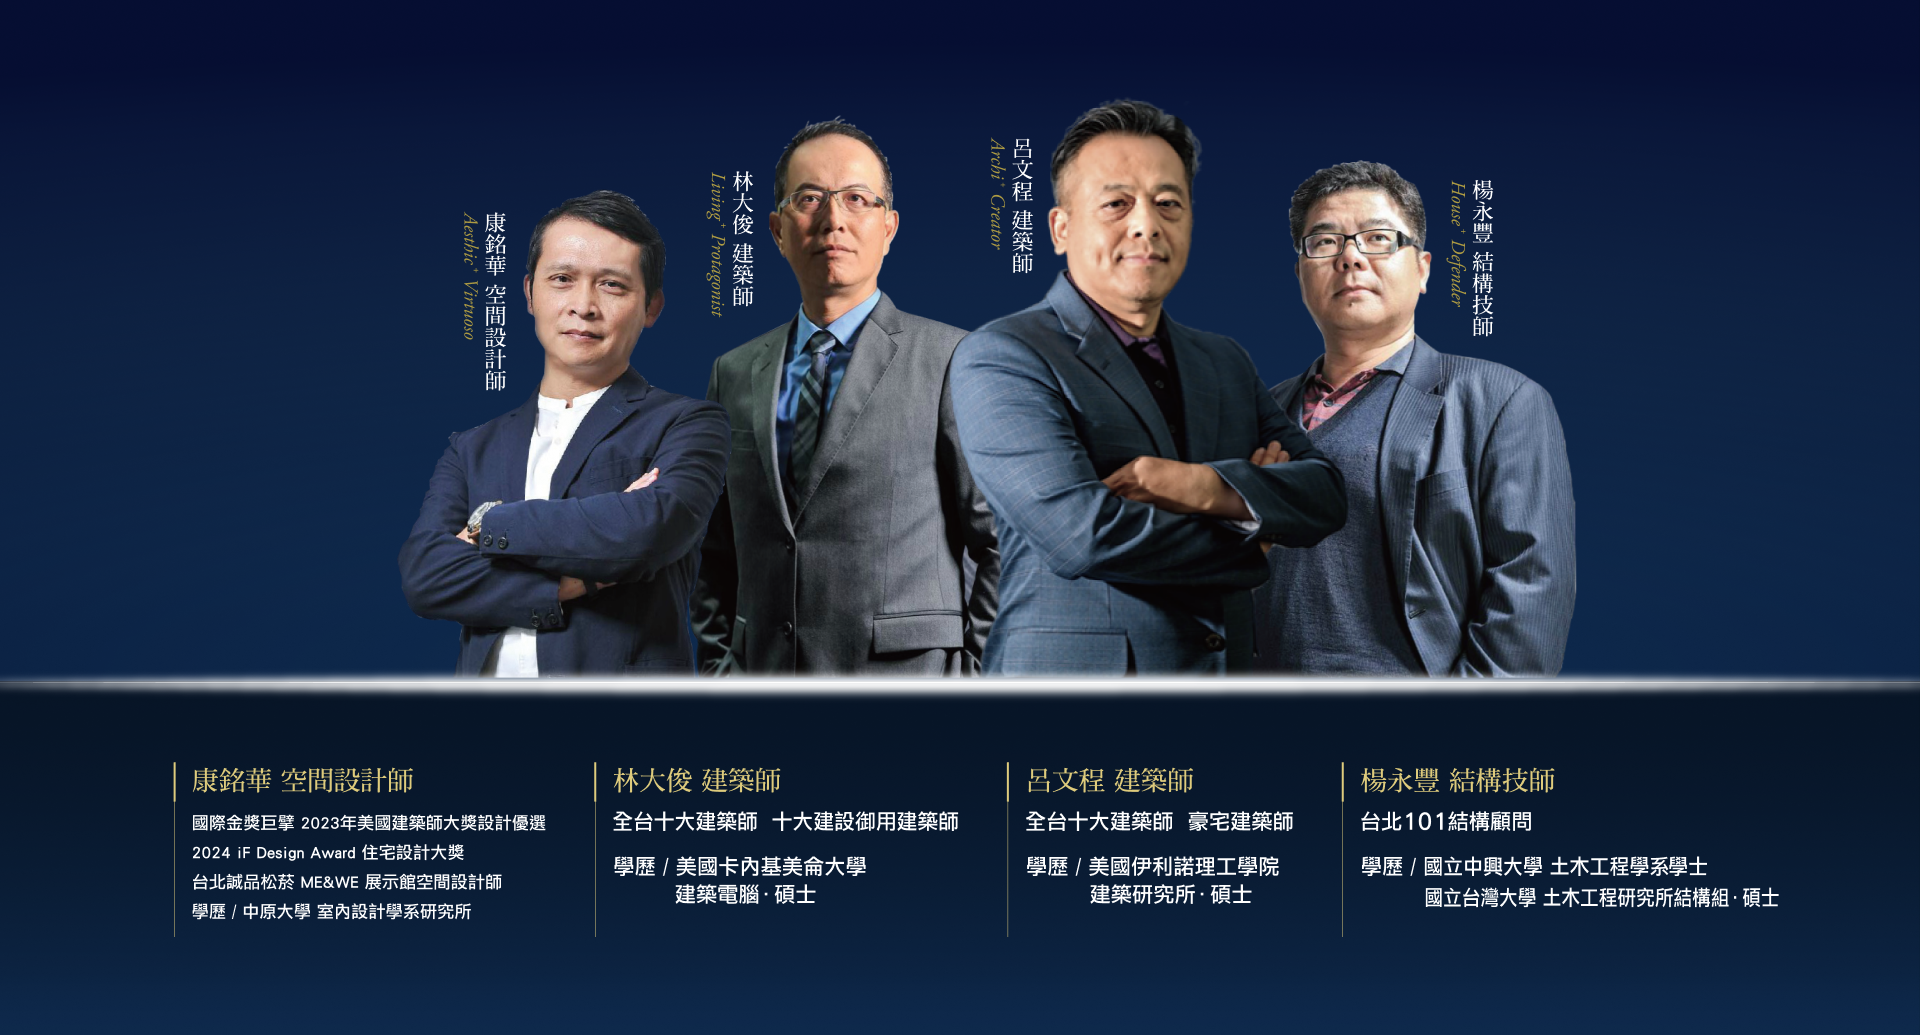 康銘華 空間設計師
Aesthic⁺ Virtuoso
林大俊 建築師
Living⁺ Protagonist
呂文程 建築師
Archi⁺ Creator
楊永豐 結構技師
House⁺ Defender
康銘華 空間設計師
國際金獎巨擘 2023年美國建築師大獎設計優選
2024 iF Design Award 住宅設計大獎
台北誠品松菸 ME&WE 展示館空間設計師
學歷 / 中原大學 室內設計學系研究所
林大俊 建築師
全台十大建築師 十大建設御用建築師
學歷 / 美國卡內基美侖大學
建築電腦‧碩士
呂文程 建築師
全台十大建築師 豪宅建築師
學歷 / 美國伊利諾理工學院
建築研究所‧碩士
楊永豐 結構技師
台北101結構顧問
學歷 / 國立中興大學 土木工程學系學士
國立台灣大學 土木工程研究所結構組‧碩士